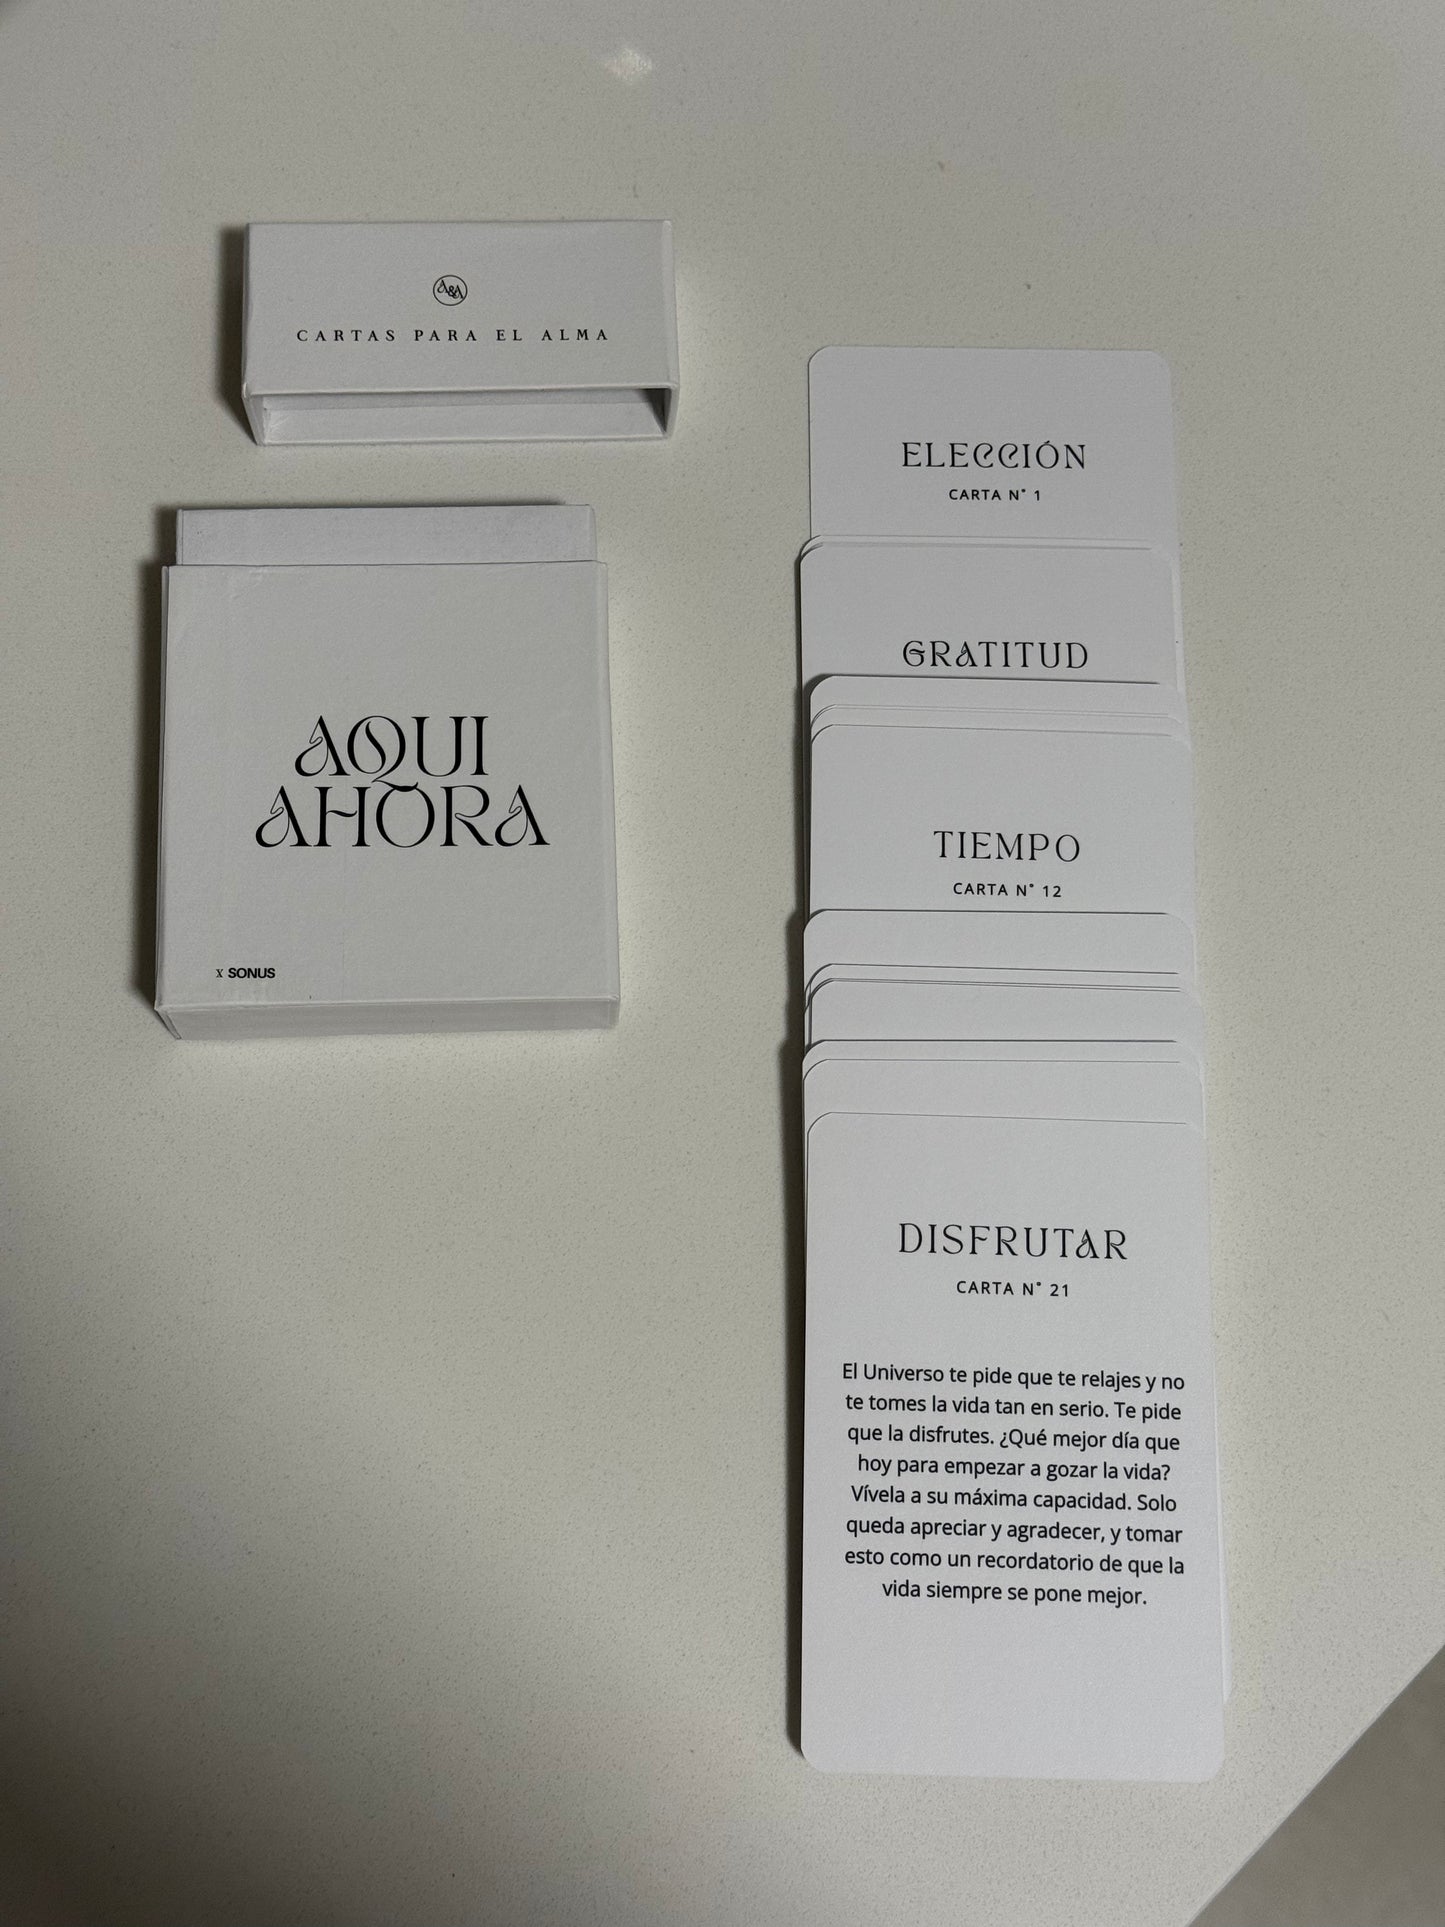 A&A
CARTAS PARA EL ALMA
AQUI
AHORA
x SONUS
ELECCIÓN
CARTA N° 1
GRATITUD
TIEMPO
CARTA N° 12
DISFRUTAR
CARTA N° 21
El Universo te pide que te relajes y no
te tomes la vida tan en serio. Te pide
que la disfrutes. ¿Qué mejor día que
hoy para empezar a gozar la vida?
Vívela a su máxima capacidad. Solo
queda apreciar y agradecer, y tomar
esto como un recordatorio de que la
vida siempre se pone mejor.